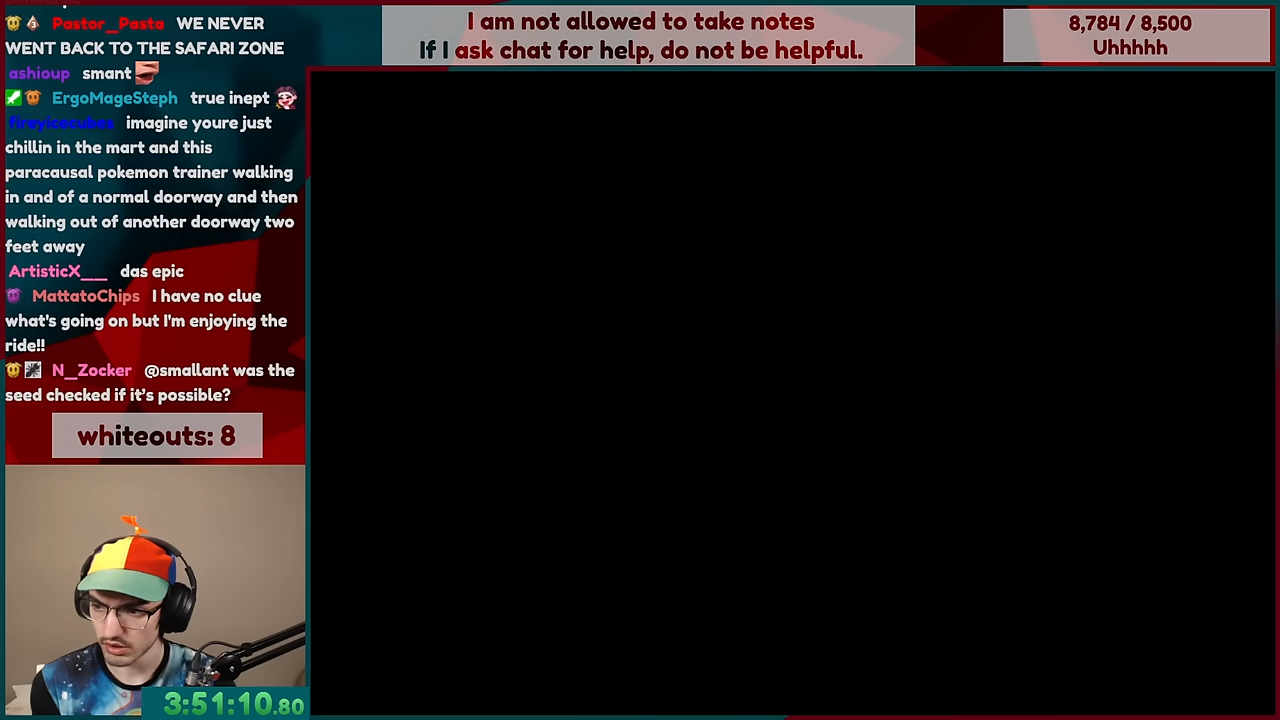 Pastor_Pasta WE NEVER
WENT BACK TO THE SAFARI ZONE
ashioup smant
ErgoMageSteph true inept
fireyicecubes imagine youre just
chillin in the mart and this
paracausal pokemon trainer walking
in and of a normal doorway and then
walking out of another doorway two
feet away
ArtisticX__ das epic
MattatoChips I have no clue
what's going on but I'm enjoying the
ride!!
N_Zocker @smallant was the
seed checked if it's possible?
whiteouts: 8
3:51:10.80
I am not allowed to take notes
If I ask chat for help, do not be helpful.
8,784 / 8,500
Uhhhhh